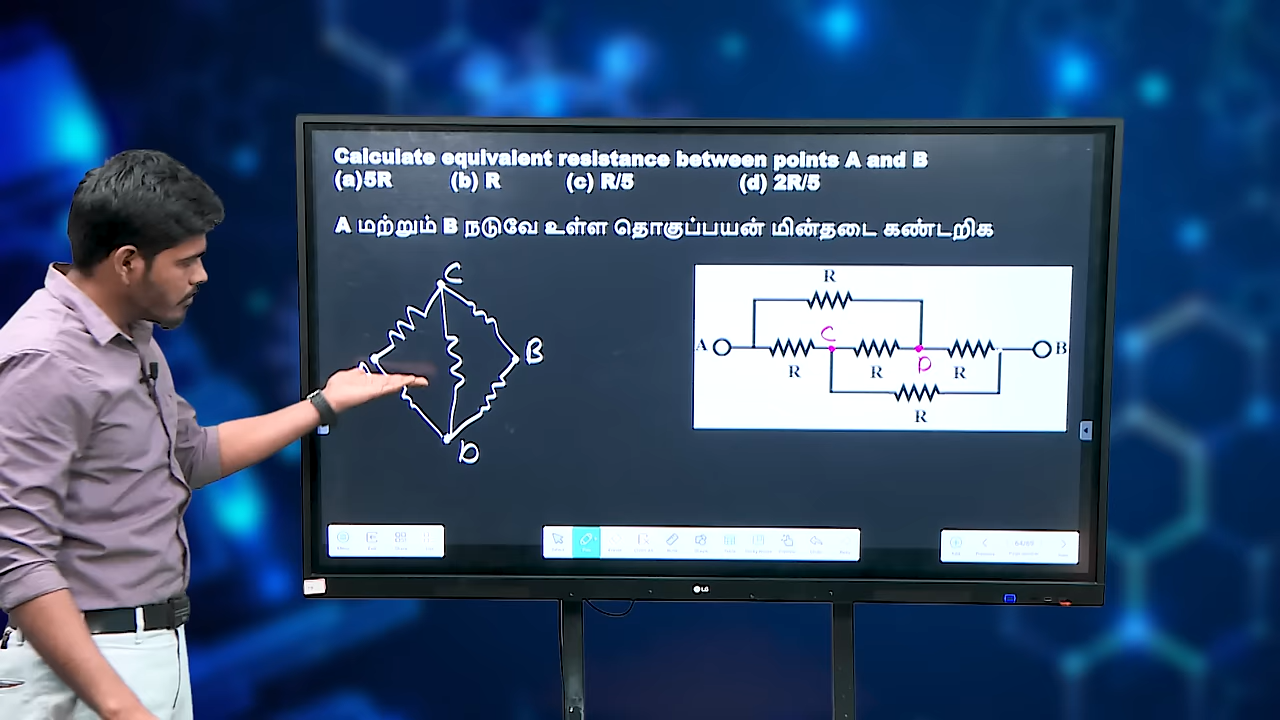 Calculate equivalent resistance between points A and B
(a)5R (b) R (c) R/5 (d) 2R/5
A மற்றும் B நடுவே உள்ள தொகுப்பயன் மின்தடை கண்டறிக
C
B
D
R
A
C
B
R
R
D
R
R
LG